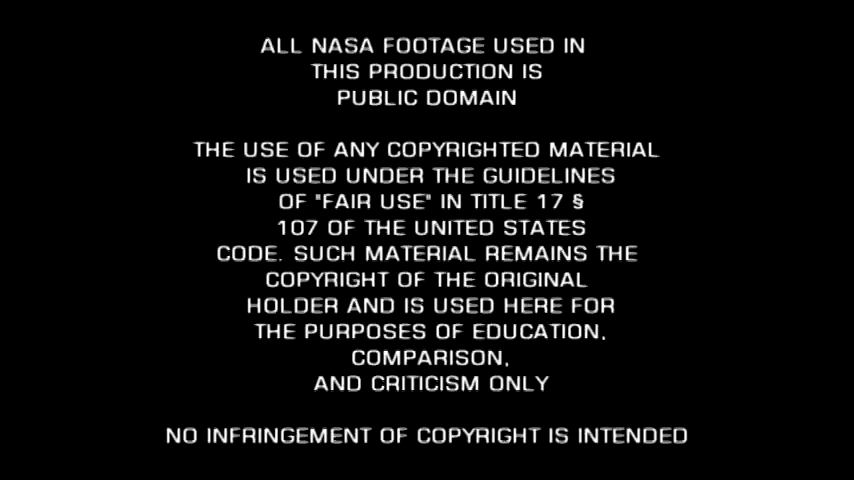 ALL NASA FOOTAGE USED IN
THIS PRODUCTION IS
PUBLIC DOMAIN
THE USE OF ANY COPYRIGHTED MATERIAL
IS USED UNDER THE GUIDELINES
OF "FAIR USE" IN TITLE 17 §
107 OF THE UNITED STATES
CODE. SUCH MATERIAL REMAINS THE
COPYRIGHT OF THE ORIGINAL
HOLDER AND IS USED HERE FOR
THE PURPOSES OF EDUCATION,
COMPARISON,
AND CRITICISM ONLY
NO INFRINGEMENT OF COPYRIGHT IS INTENDED